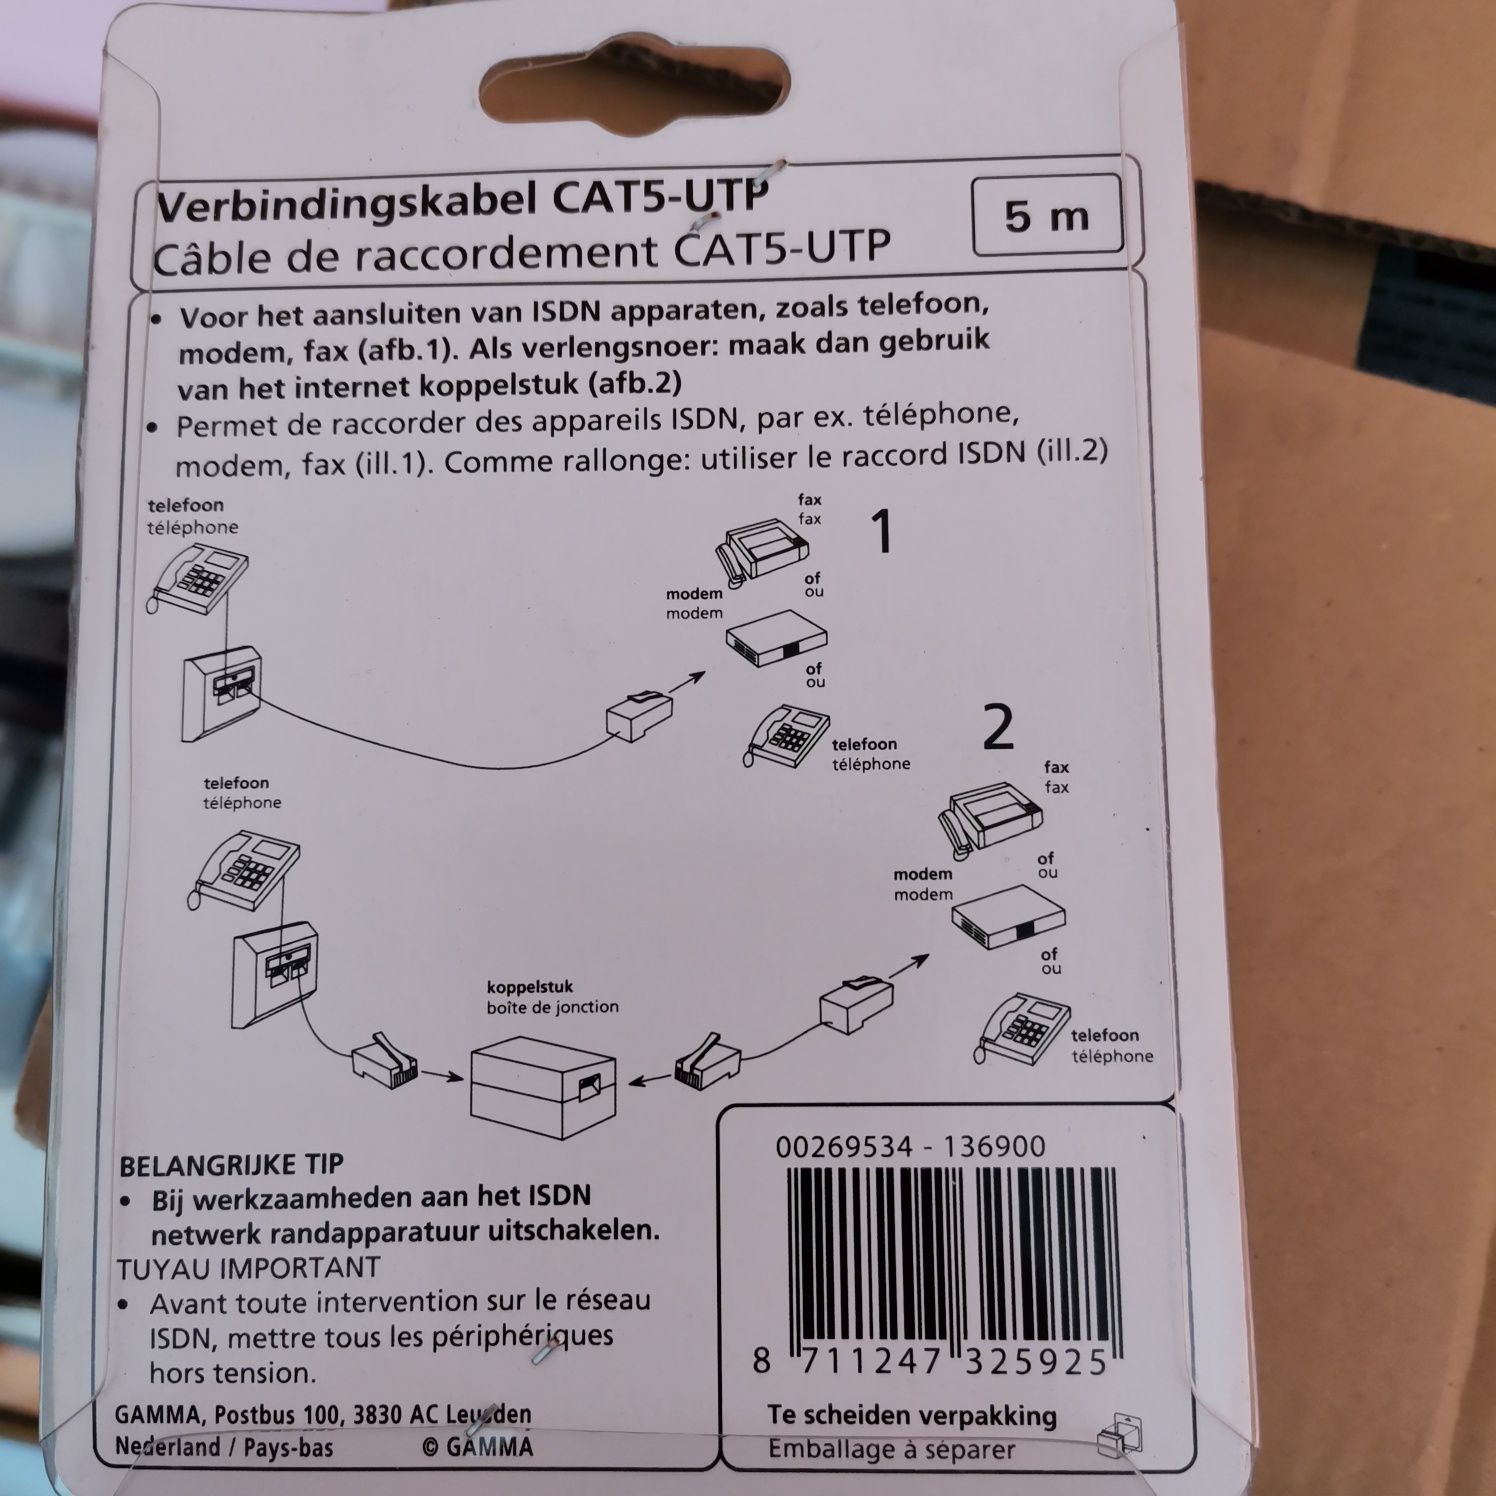 Verbindingskabel CAT5-UTP
Câble de raccordement CAT5-UTP
5 m
• Voor het aansluiten van ISDN apparaten, zoals telefoon,
modem, fax (afb.1). Als verlengsnoer: maak dan gebruik
van het internet koppelstuk (afb.2)
• Permet de raccorder des appareils ISDN, par ex. téléphone,
modem, fax (ill.1). Comme rallonge: utiliser le raccord ISDN (ill.2)
telefoon
téléphone
fax
fax
1
modem
modem
of
ou
of
ou
telefoon
téléphone
2
telefoon
téléphone
fax
fax
modem
modem
of
ou
of
ou
telefoon
téléphone
koppelstuk
boîte de jonction
BELANGRIJKE TIP
• Bij werkzaamheden aan het ISDN
netwerk randapparatuur uitschakelen.
TUYAU IMPORTANT
• Avant toute intervention sur le réseau
ISDN, mettre tous les périphériques
hors tension.
GAMMA, Postbus 100, 3830 AC Leusden
Nederland / Pays-bas © GAMMA
00269534 - 136900
8 711247 325925
Te scheiden verpakking
Emballage à séparer